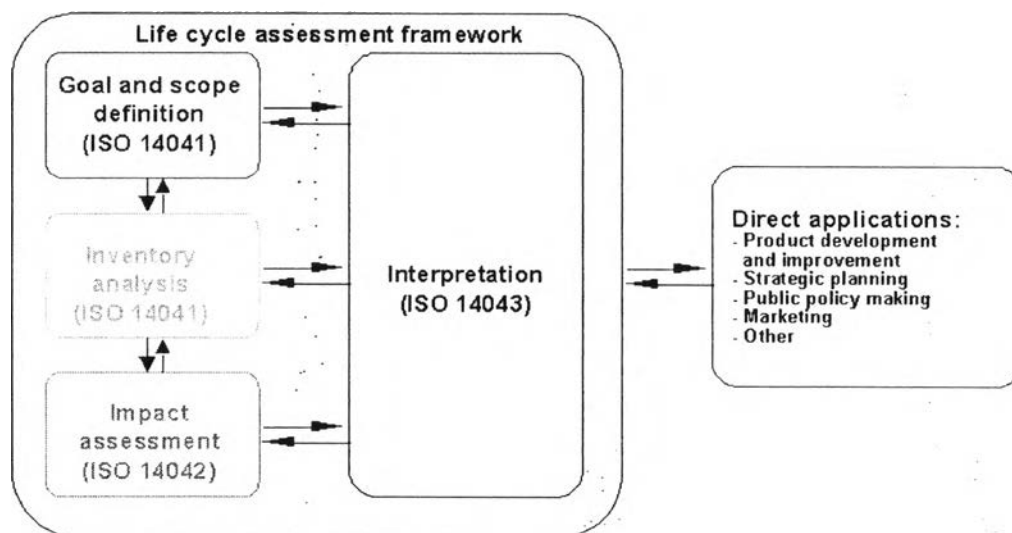 Life cycle assessment framework
Goal and scope
definition
(ISO 14041)
Inventory
analysis
(ISO 14041)
Impact
assessment
(ISO 14042)
Interpretation
(ISO 14043)
Direct applications:
- Product development
and improvement
- Strategic planning
- Public policy making
- Marketing
- Other